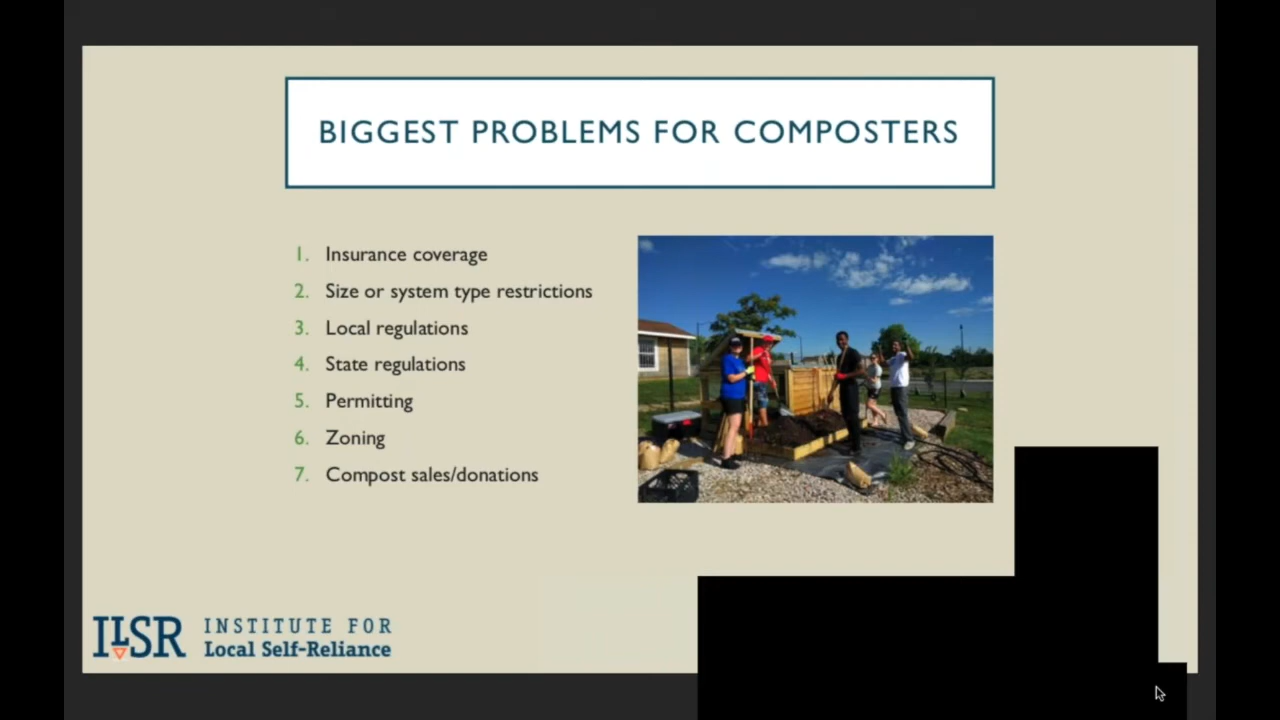 BIGGEST PROBLEMS FOR COMPOSTERS
1. Insurance coverage
2. Size or system type restrictions
3. Local regulations
4. State regulations
5. Permitting
6. Zoning
7. Compost sales/donations
ILSR INSTITUTE FOR
Local Self-Reliance